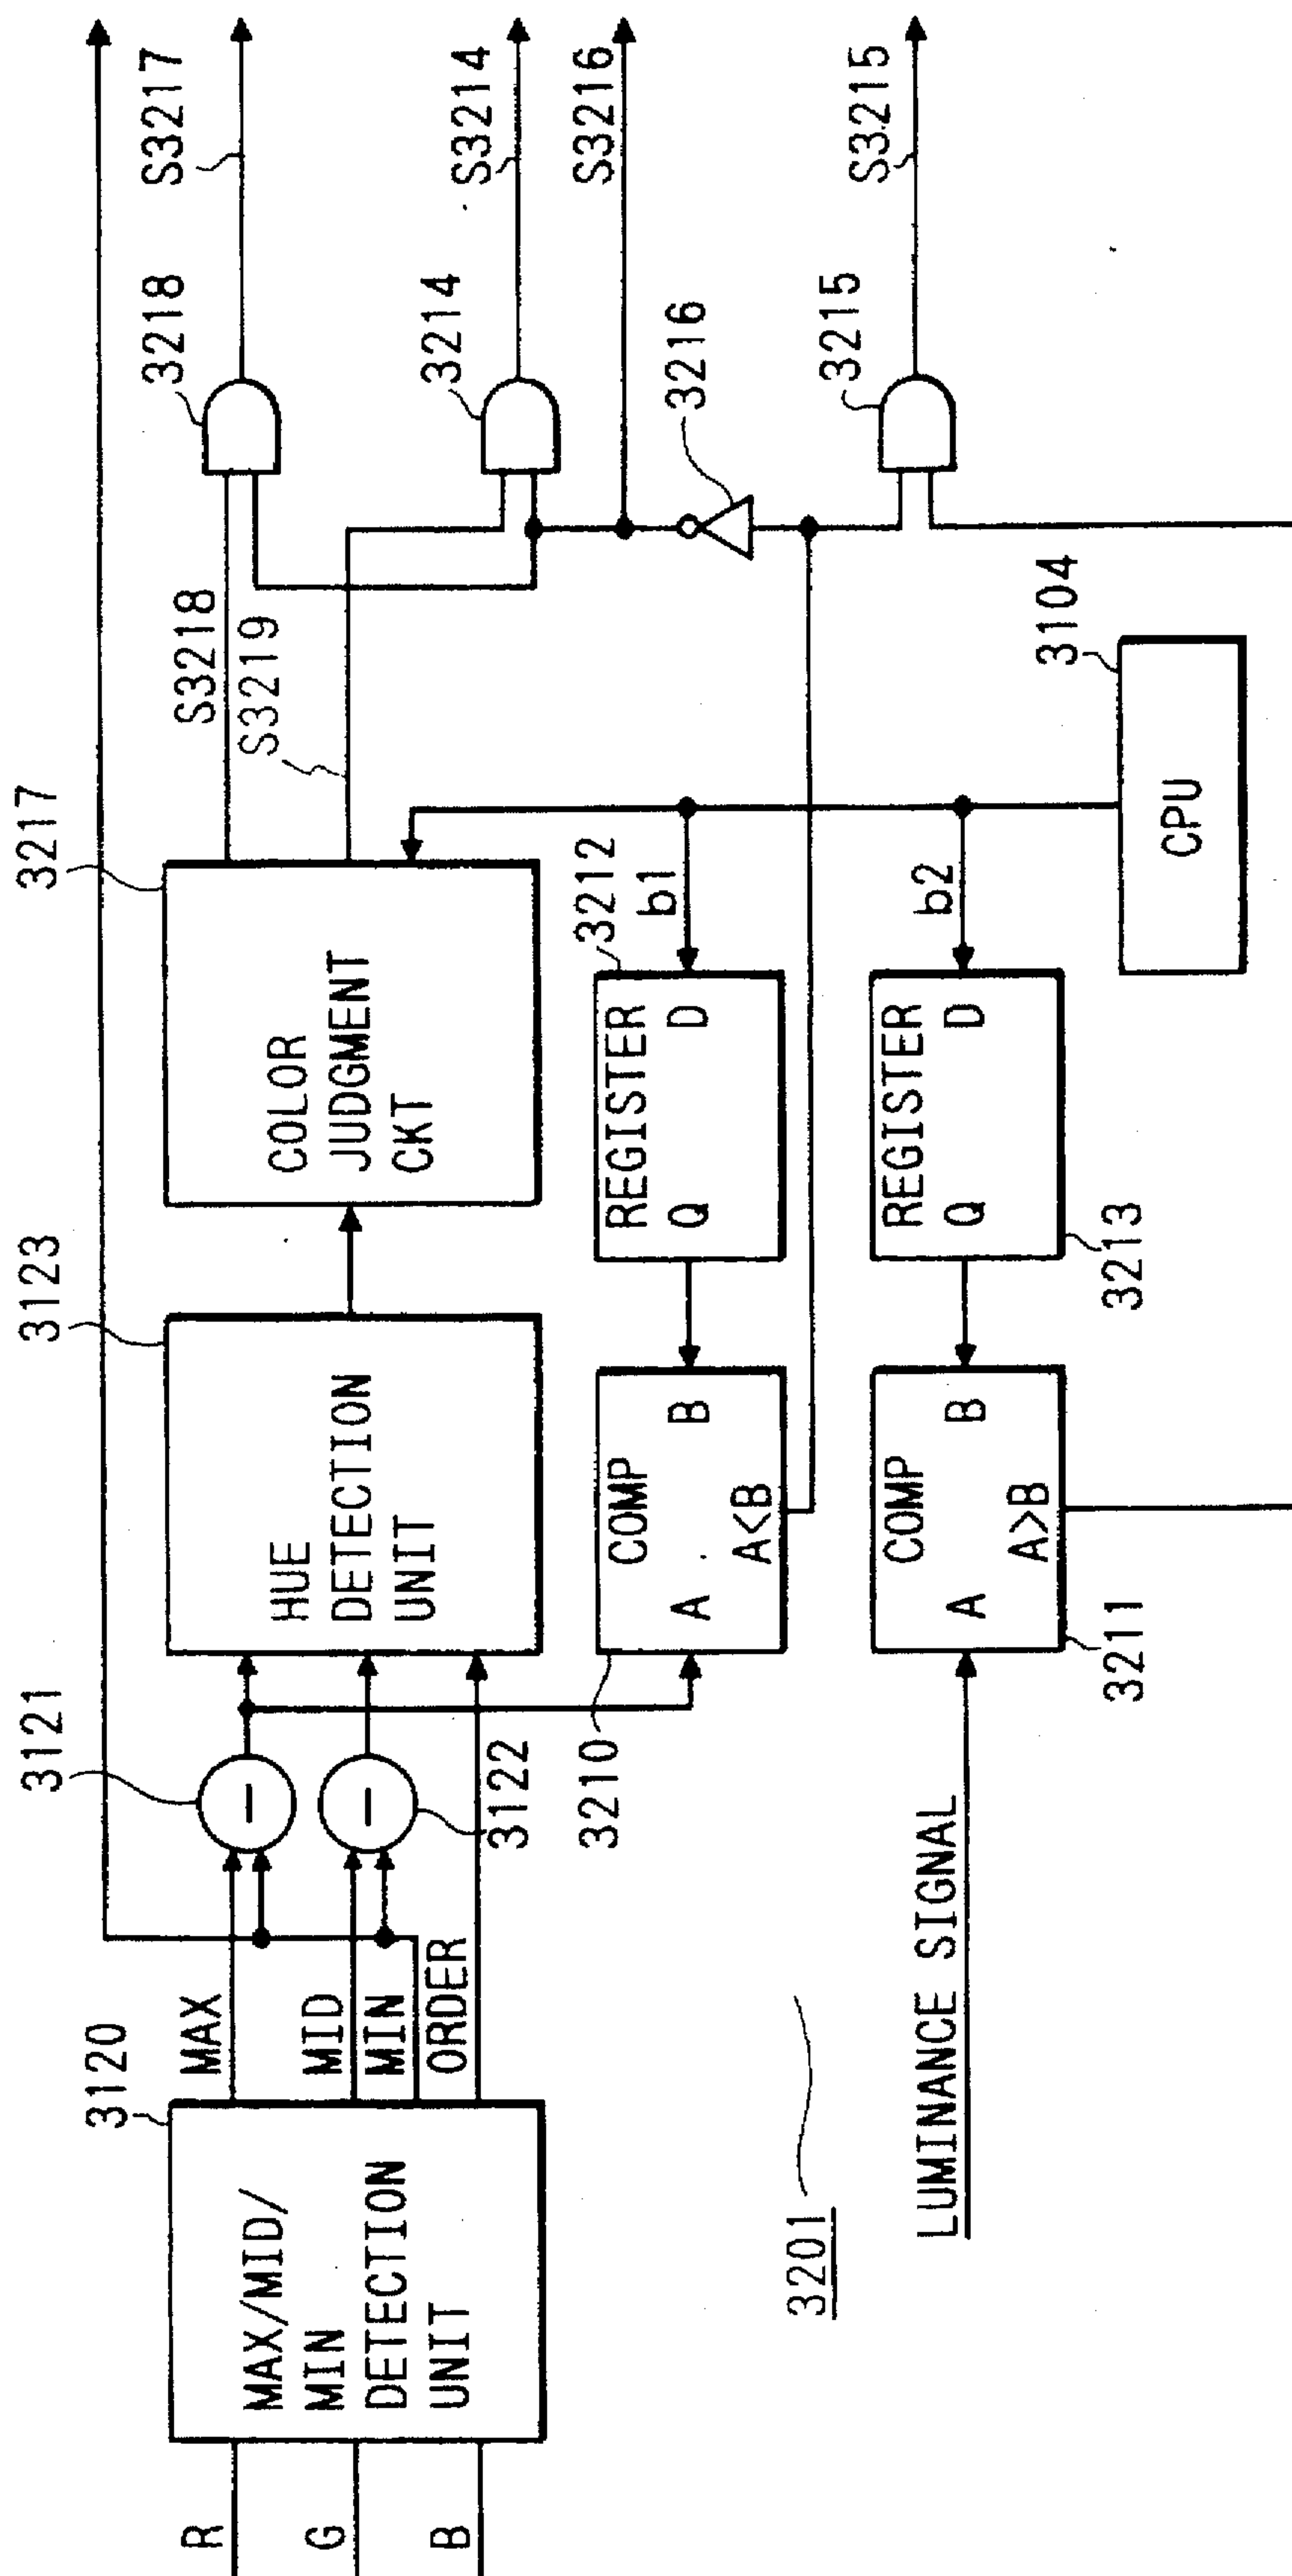 R
G
B
3120
MAX/MID/
MIN
DETECTION
UNIT
MAX
MID
MIN
ORDER
3121
3122
3123
HUE
DETECTION
UNIT
3217
COLOR
JUDGMENT
CKT
S3218
S3219
3218
S3217
3214
S3214
S3216
3216
3215
S3215
3210
COMP
A B
A<B
3212
REGISTER
Q D
b1
LUMINANCE SIGNAL
3211
COMP
A B
A>B
3213
REGISTER
Q D
b2
3104
CPU
3201